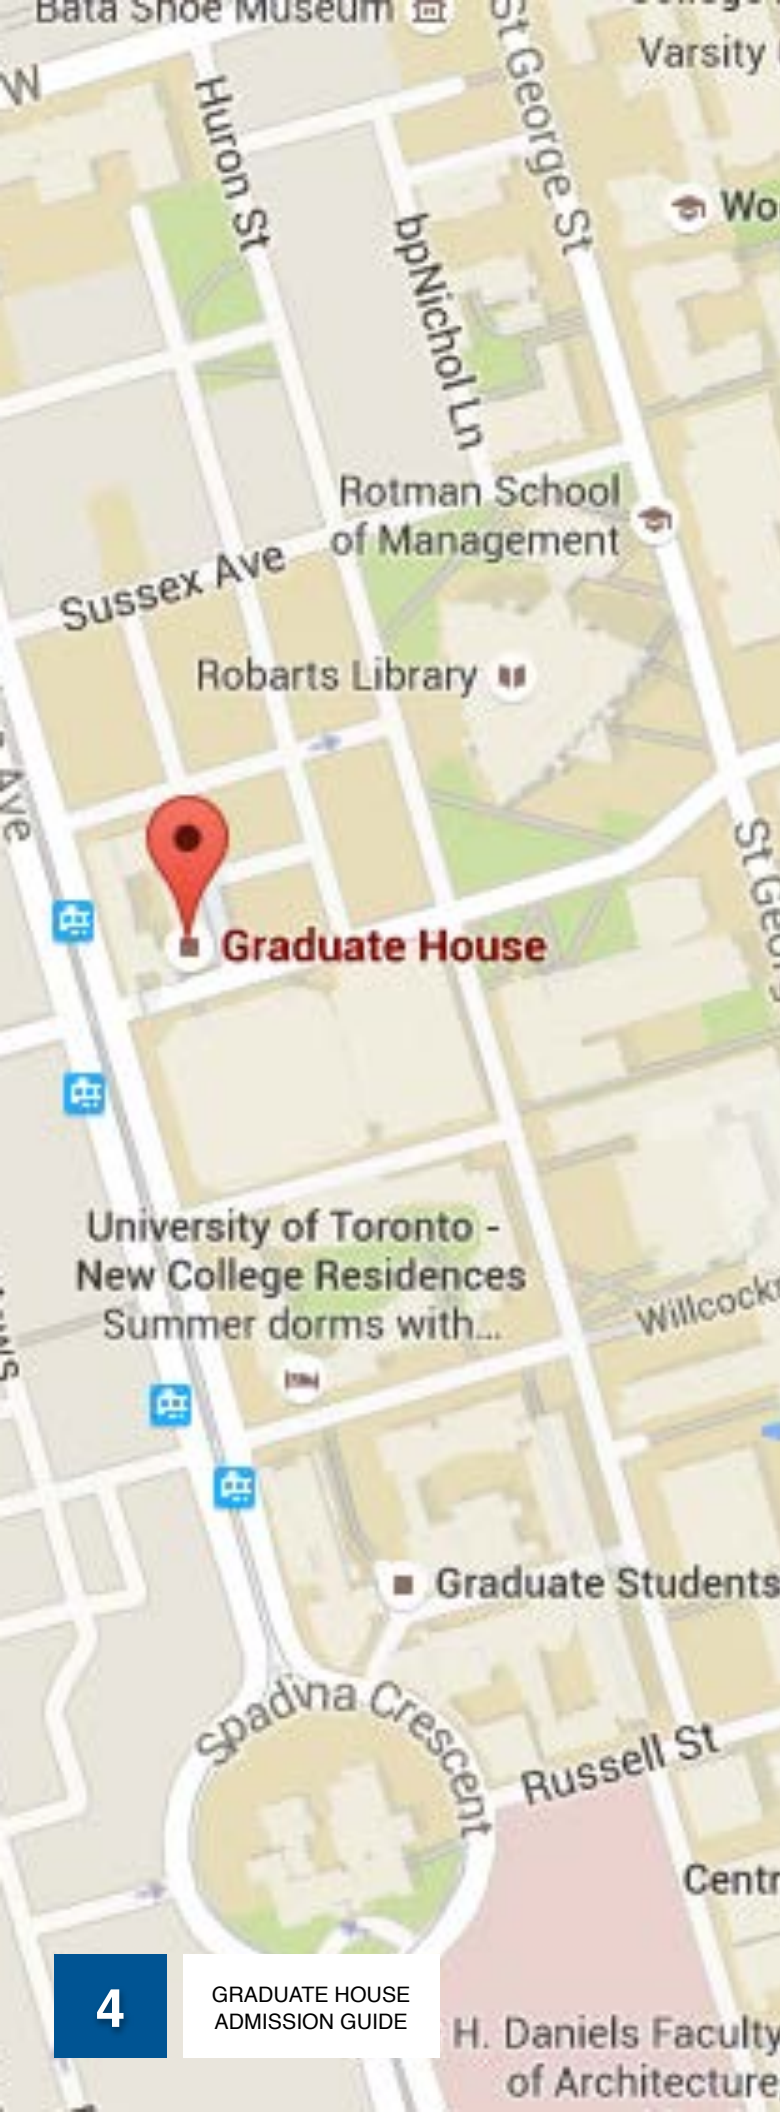 Bata Shoe Museum
Varsity
W
Huron St
St George St
Wo
bpNichol Ln
Rotman School
of Management
Sussex Ave
Robarts Library
Ave
St Georg
Graduate House
University of Toronto -
New College Residences
Summer dorms with...
Willcock
Graduate Students
Spadina Crescent
Russell St
Centr
4
GRADUATE HOUSE
ADMISSION GUIDE
H. Daniels Faculty
of Architecture